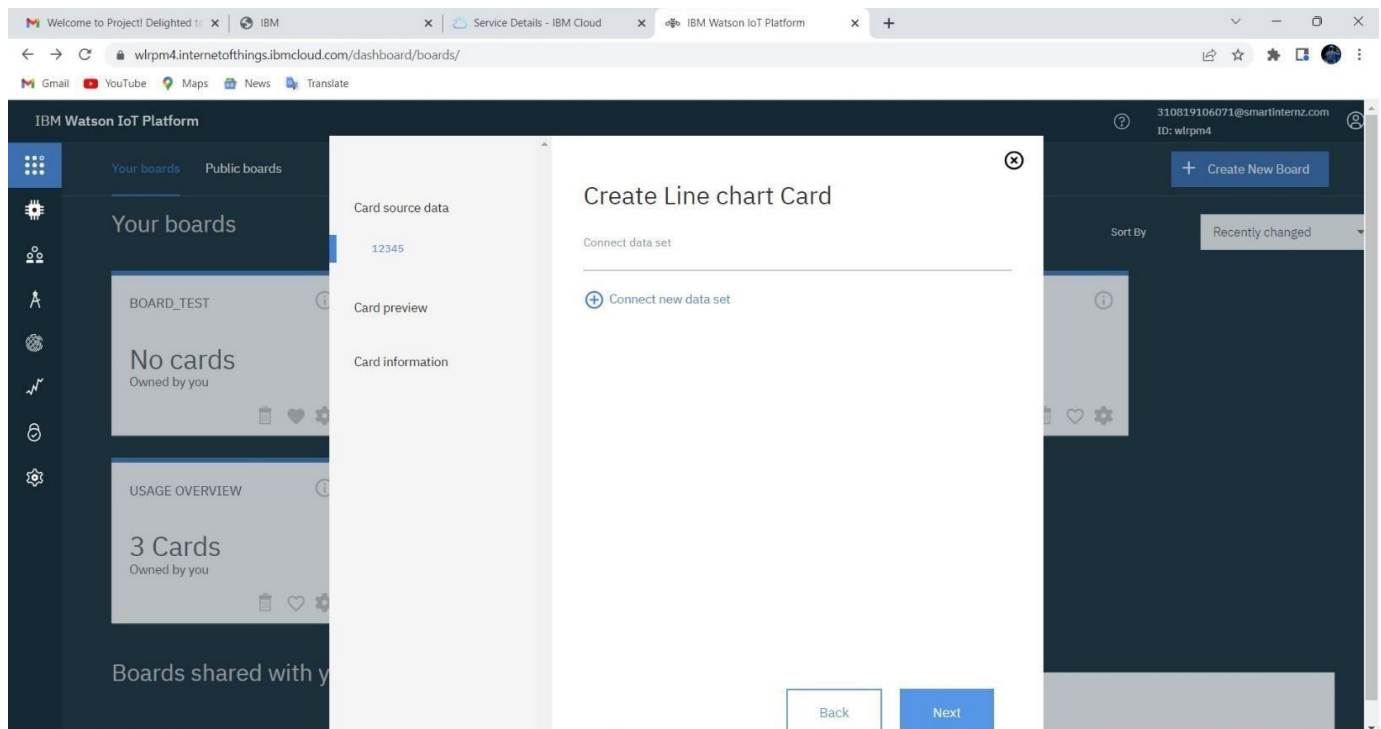 Welcome to Project! Delighted to
IBM
Service Details - IBM Cloud
IBM Watson IoT Platform
wlrpm4.internetofthings.ibmcloud.com/dashboard/boards/
Gmail
YouTube
Maps
News
Translate
IBM Watson IoT Platform
310819106071@smartinternz.com
ID: wlrpm4
Your boards
Public boards
Create New Board
Your boards
Sort By
Recently changed
Card source data
12345
Card preview
Card information
Create Line chart Card
Connect data set
Connect new data set
BOARD_TEST
No cards
Owned by you
USAGE OVERVIEW
3 Cards
Owned by you
Boards shared with y
Back
Next